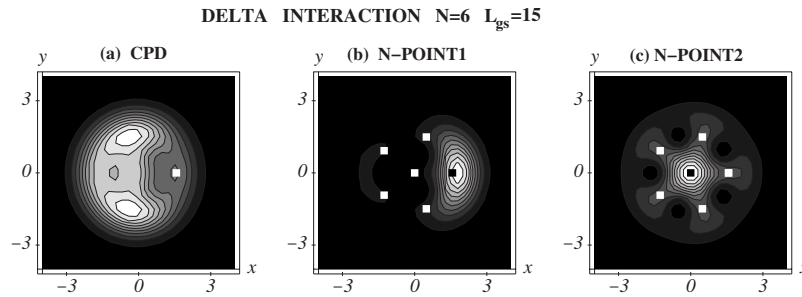 DELTA INTERACTION N=6 Lgs=15
(a) CPD
(b) N-POINT1
(c) N-POINT2
y
y
y
3
3
3
0
0
0
−3
−3
−3
−3 0 3 x
−3 0 3 x
−3 0 3 x